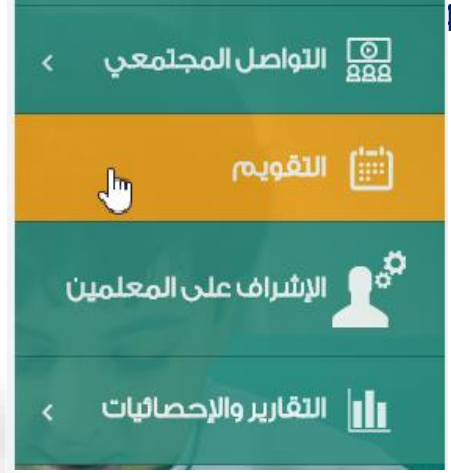 التواصل المجتمعي
التقويم
الإشراف على المعلمين
التقارير والإحصائيات